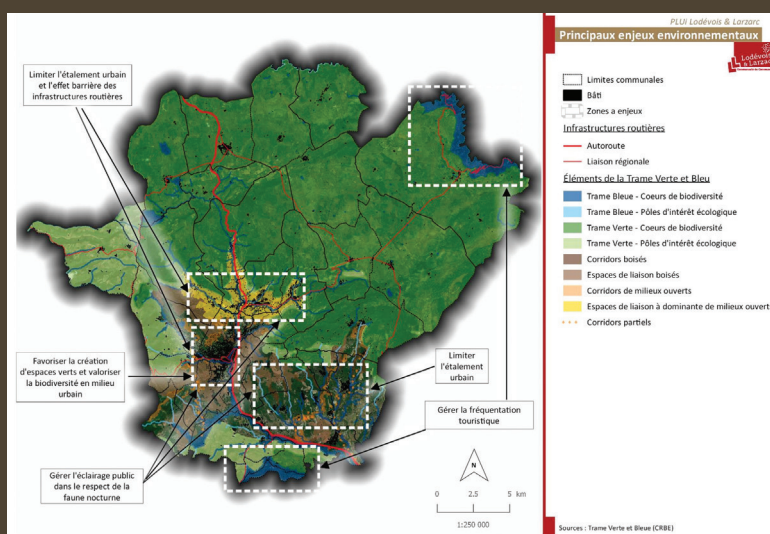 PLUI Lodévois & Larzarc
Principaux enjeux environnementaux
Lodévois
& Larzac
Limites communales
Bâti
Zones a enjeux
Infrastructures routières
Autoroute
Liaison régionale
Éléments de la Trame Verte et Bleu
Trame Bleue - Coeurs de biodiversité
Trame Bleue - Pôles d'intérêt écologique
Trame Verte - Coeurs de biodiversité
Trame Verte - Pôles d'intérêt écologique
Corridors boisés
Espaces de liaison boisés
Corridors de milieux ouverts
Espaces de liaison à dominante de milieux ouvert
Corridors partiels
Limiter l'étalement urbain
et l'effet barrière des
infrastructures routières
Favoriser la création
d'espaces verts et valoriser
la biodiversité en milieu
urbain
Limiter
l'étalement
urbain
Gérer la fréquentation
touristique
Gérer l'éclairage public
dans le respect de la
faune nocturne
N
0 2.5 5 km
1:250 000
Sources : Trame Verte et Bleue (CRBE)